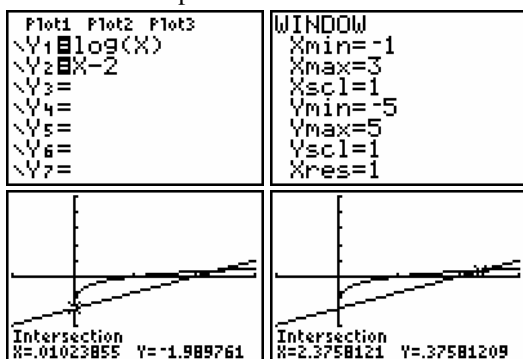 Plot1 Plot2 Plot3
\Y1=log(X)
\Y2=X-2
\Y3=
\Y4=
\Y5=
\Y6=
\Y7=
WINDOW
Xmin=-1
Xmax=3
Xscl=1
Ymin=-5
Ymax=5
Yscl=1
Xres=1
Intersection
X=.01023855 Y=-1.989761
Intersection
X=2.3758121 Y=.37581209